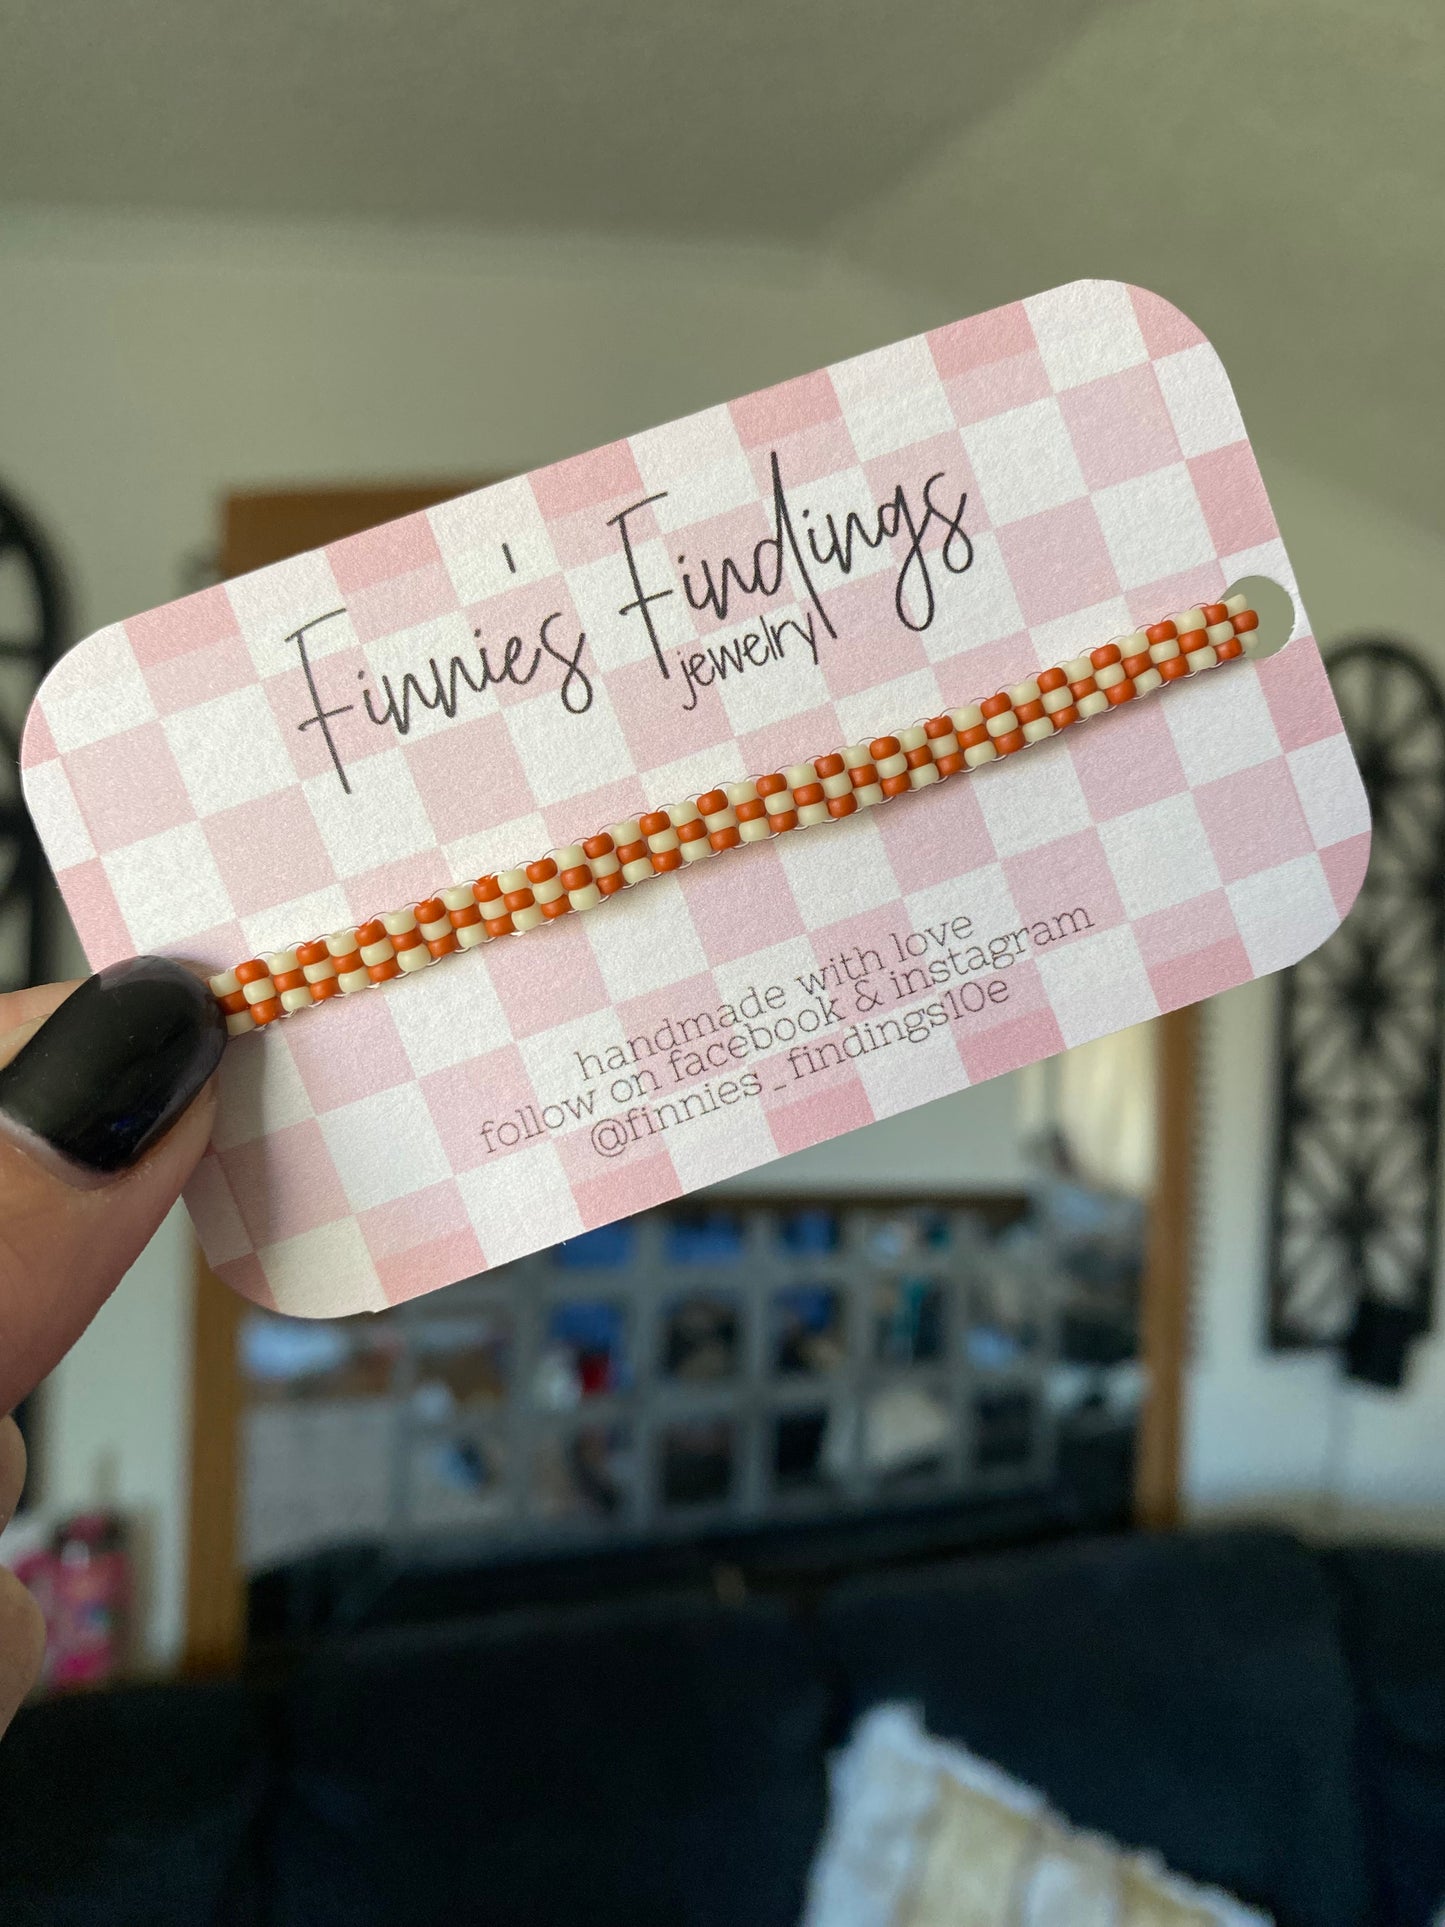 Finnie's Findings
jewelry
handmade with love
follow on facebook & instagram
@finnies_findings10e